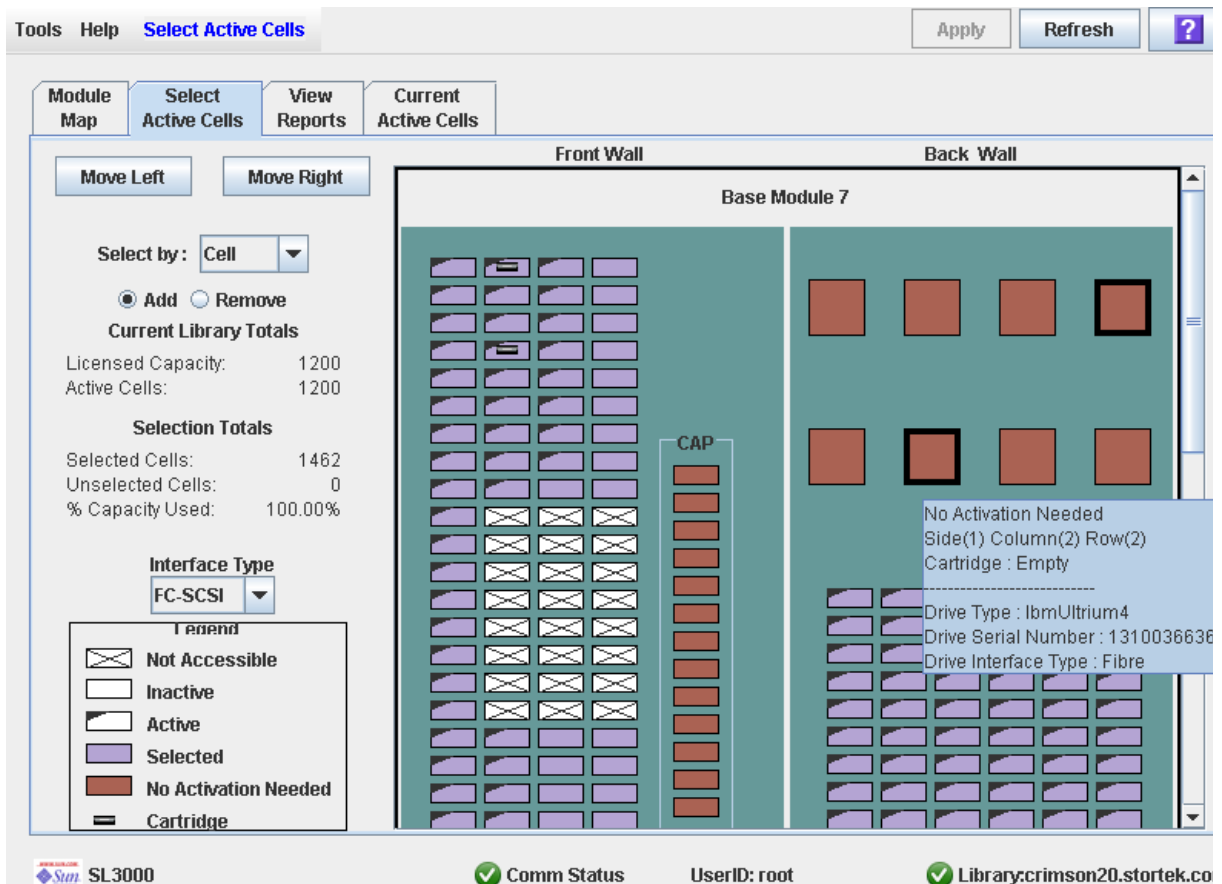 Tools Help Select Active Cells Apply Refresh ?
Module Map
Select Active Cells
View Reports
Current Active Cells
Move Left Move Right
Front Wall Back Wall
Base Module 7
Select by : Cell
Add Remove
Current Library Totals
Licensed Capacity: 1200
Active Cells: 1200
Selection Totals
Selected Cells: 1462
Unselected Cells: 0
% Capacity Used: 100.00%
Interface Type
FC-SCSI
Legend
Not Accessible
Inactive
Active
Selected
No Activation Needed
Cartridge
CAP
No Activation Needed
Side(1) Column(2) Row(2)
Cartridge : Empty
--------------------------
Drive Type : IbmUltrium4
Drive Serial Number : 1310036636
Drive Interface Type : Fibre
Sun SL3000 Comm Status UserID: root Library:crimson20.stortek.co